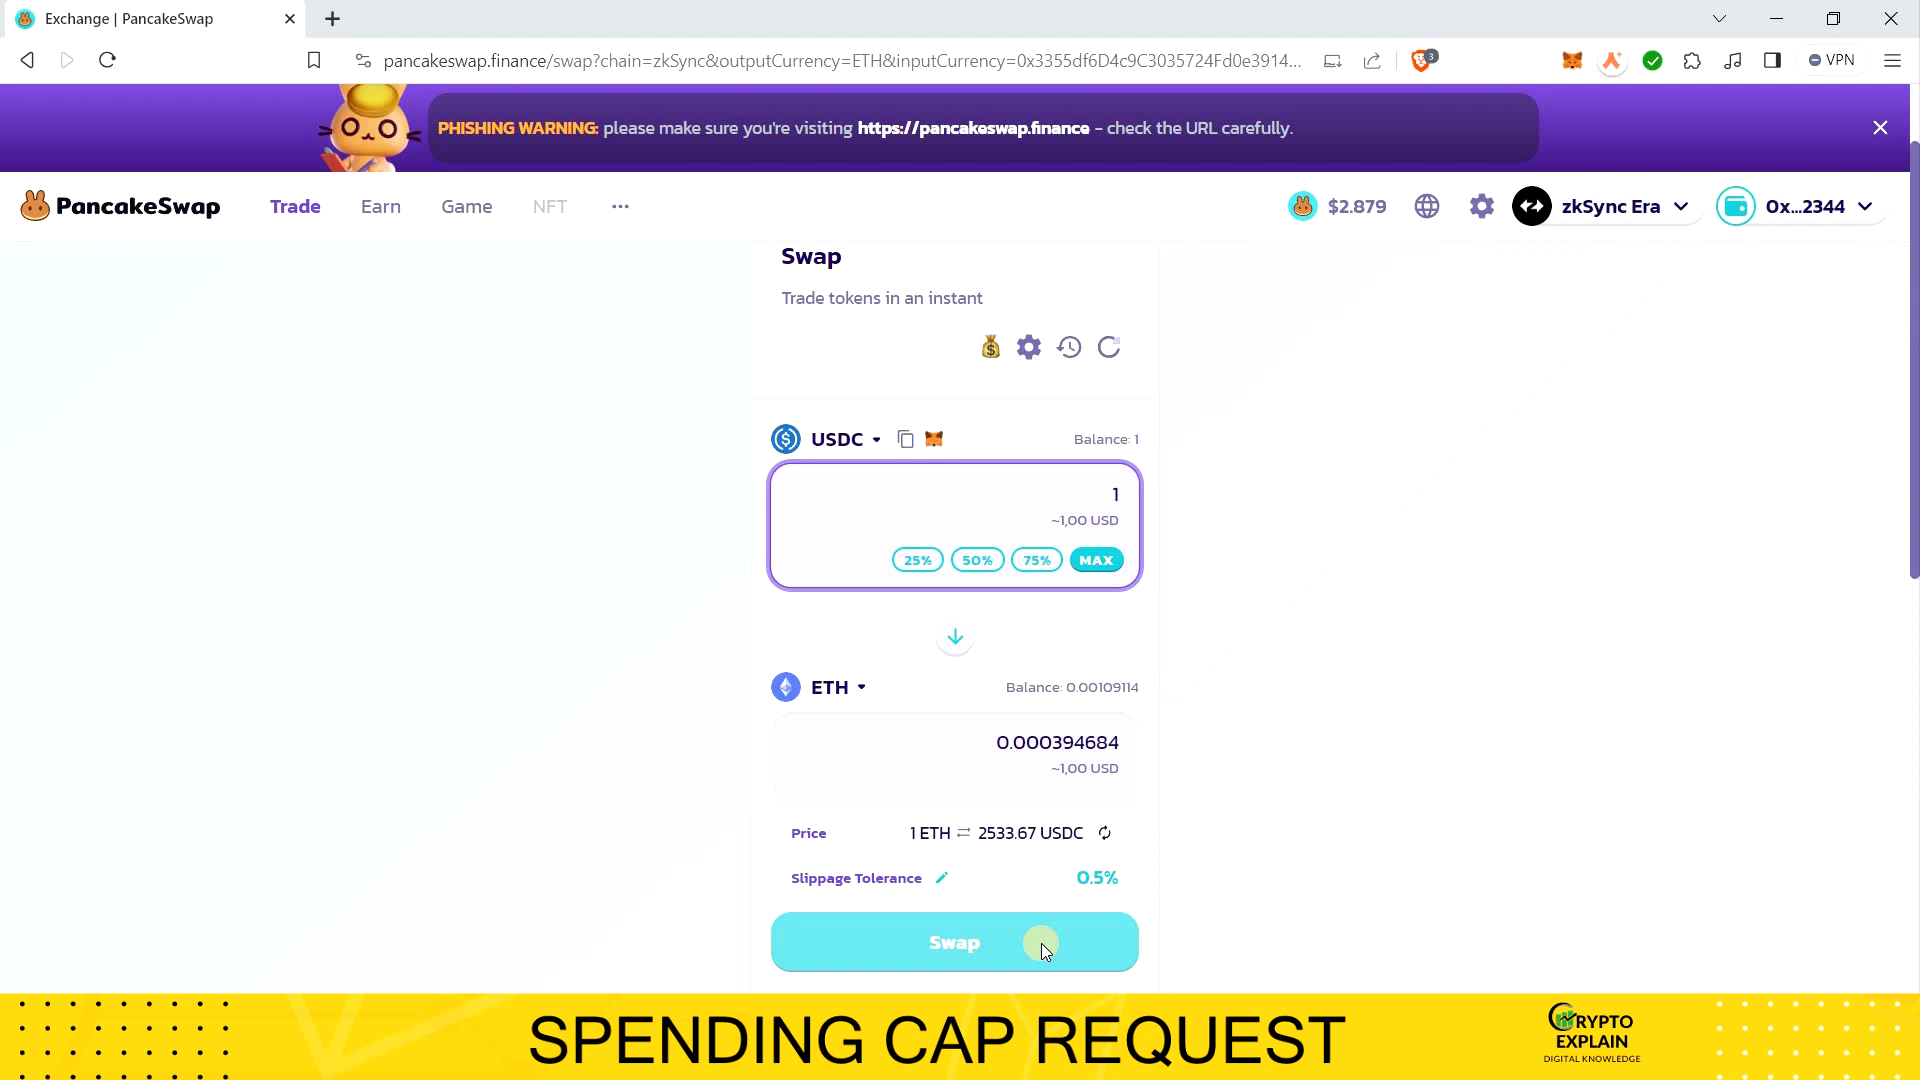 Exchange | PancakeSwap
pancakeswap.finance/swap?chain=zkSync&outputCurrency=ETH&inputCurrency=0x3355df6D4c9C3035724Fd0e3914...
3
VPN
PHISHING WARNING: please make sure you're visiting https://pancakeswap.finance - check the URL carefully.
PancakeSwap
Trade
Earn
Game
NFT
$2.879
zkSync Era
0x...2344
Swap
Trade tokens in an instant
USDC
Balance: 1
1
~1,00 USD
25%
50%
75%
MAX
ETH
Balance: 0.00109114
0.000394684
~1,00 USD
Price
1 ETH ⇌ 2533.67 USDC
Slippage Tolerance
0.5%
Swap
SPENDING CAP REQUEST
CRYPTO
EXPLAIN
DIGITAL KNOWLEDGE